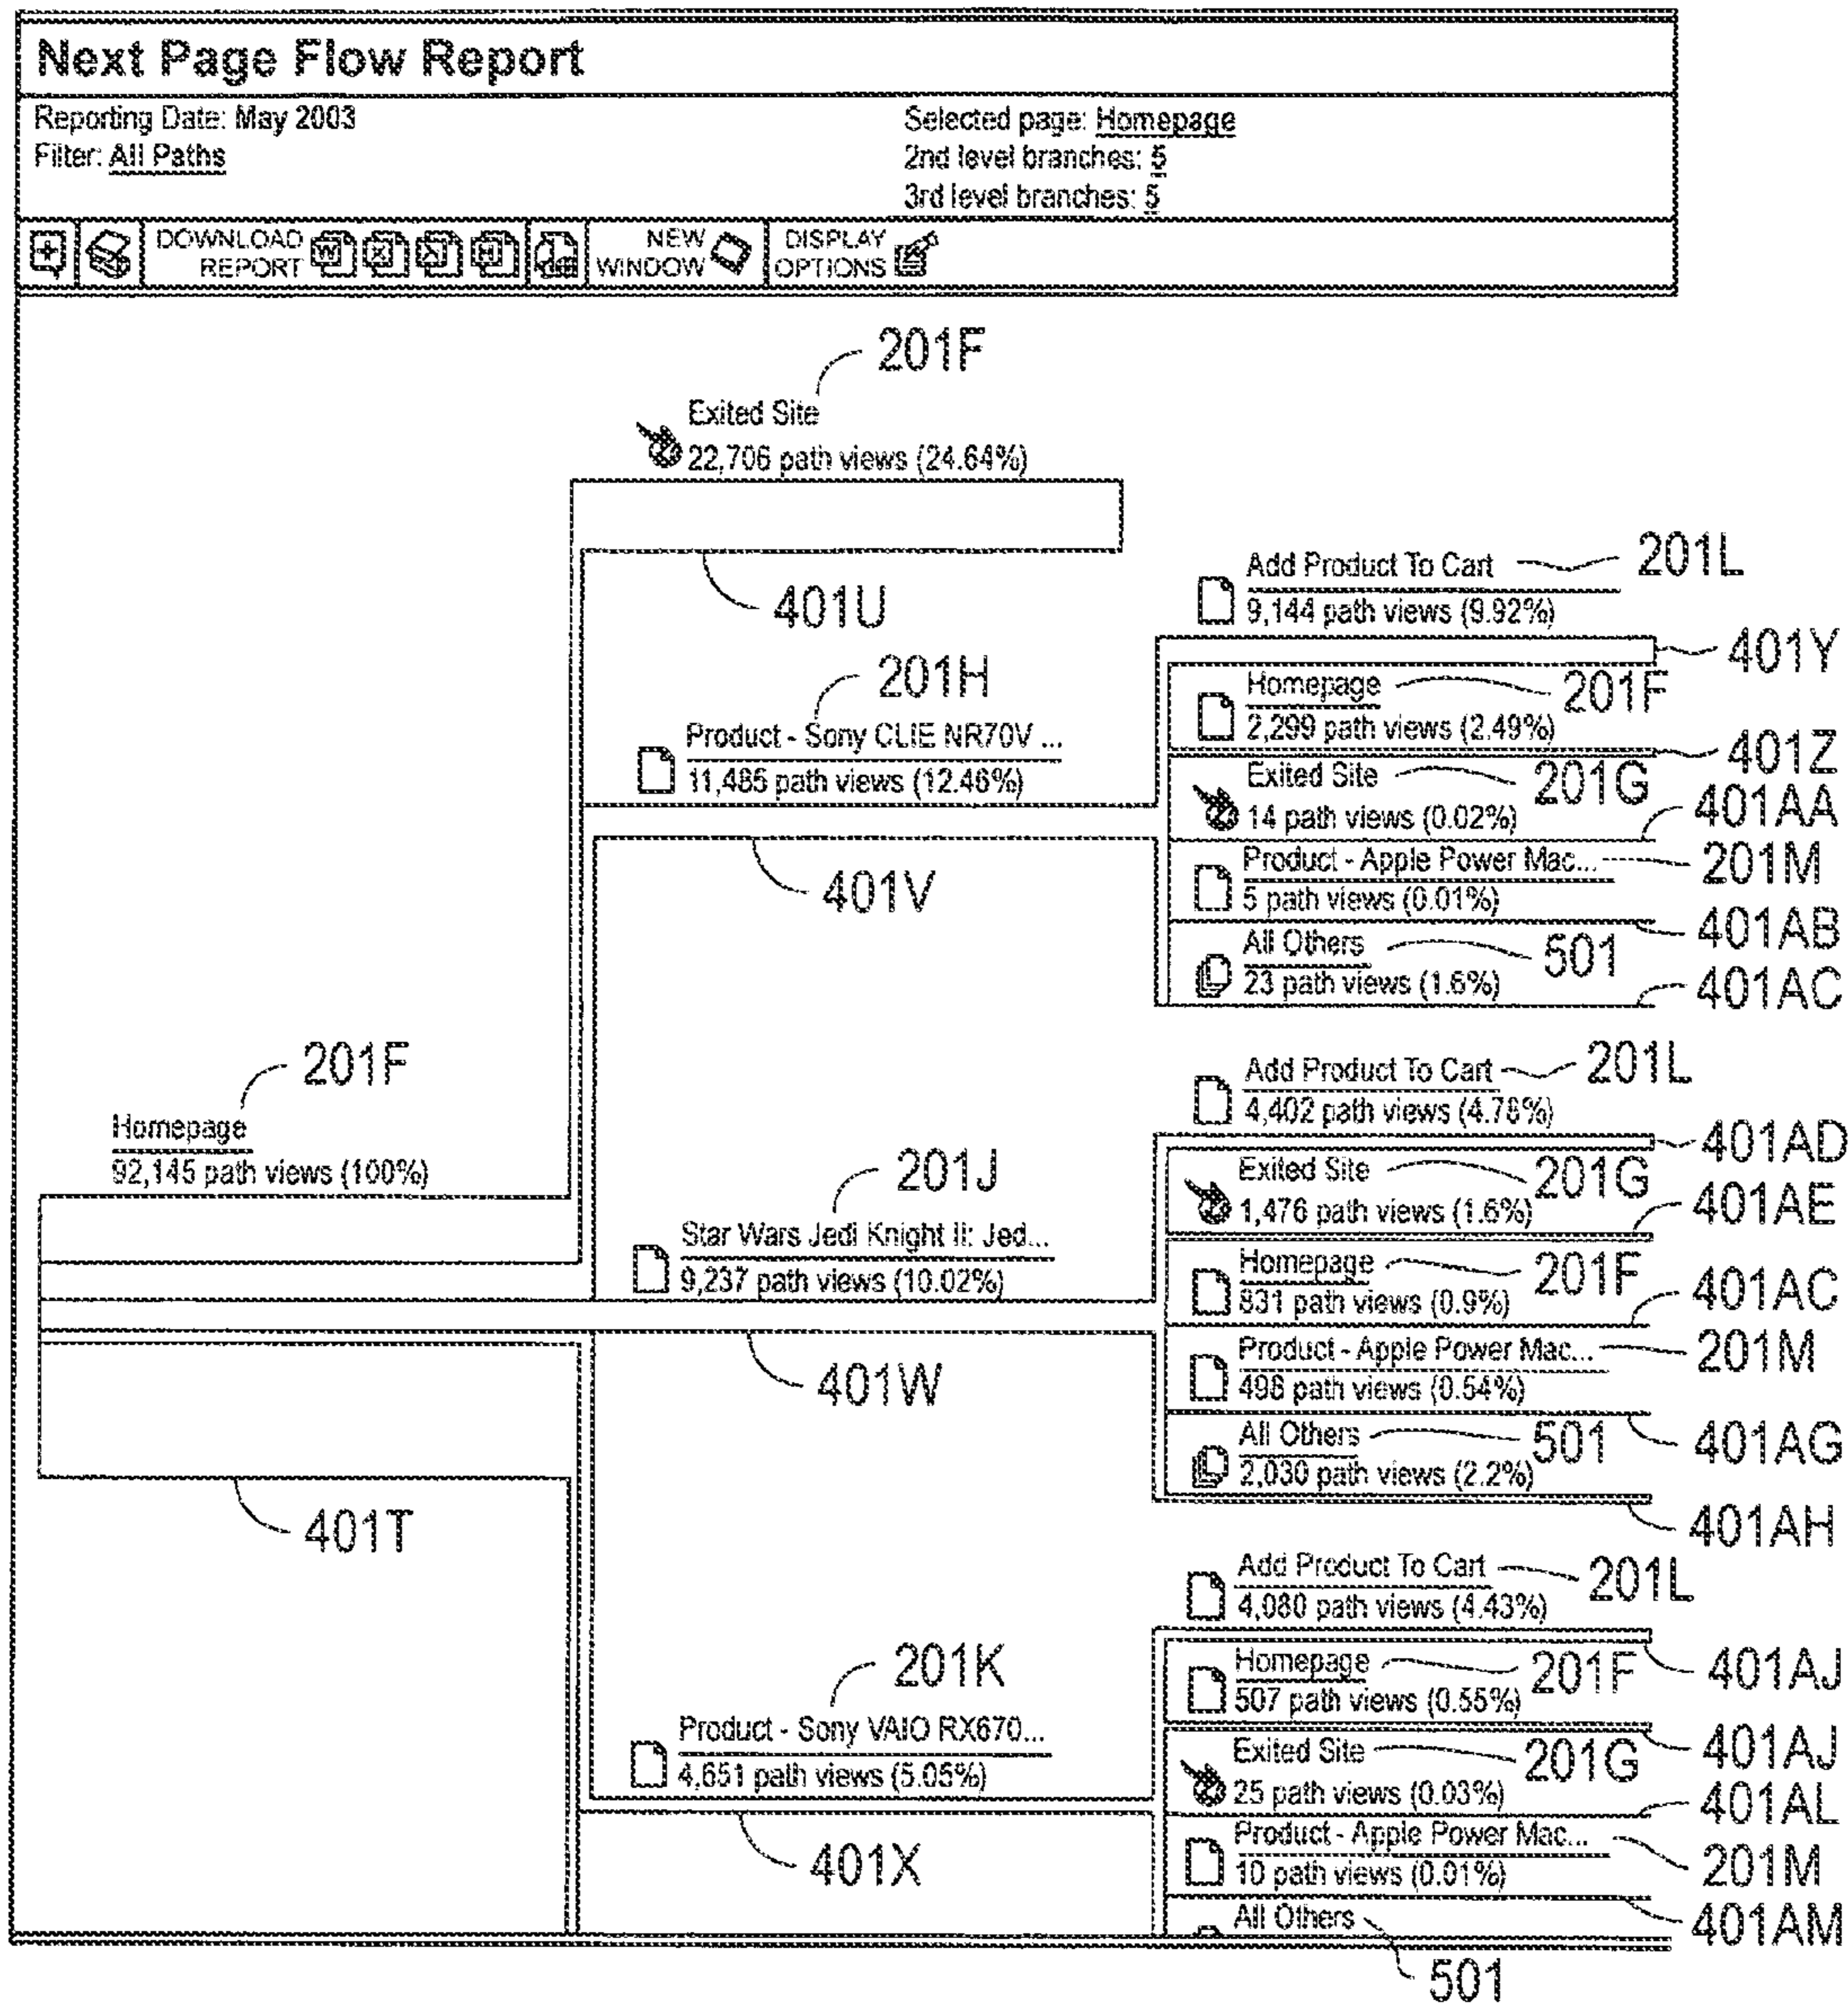 Next Page Flow Report
Reporting Date: May 2003
Filter: All Paths
Selected page: Homepage
2nd level branches: 5
3rd level branches: 5
DOWNLOAD
REPORT
NEW
WINDOW
DISPLAY
OPTIONS
201F
Homepage
92,145 path views (100%)
401T
201F
Exited Site
22,706 path views (24.64%)
401U
201H
Product - Sony CLIE NR70V ...
11,485 path views (12.46%)
401V
201J
Star Wars Jedi Knight II: Jed...
9,237 path views (10.02%)
401W
201K
Product - Sony VAIO RX670...
4,651 path views (5.05%)
401X
Add Product To Cart 201L
9,144 path views (9.92%)
401Y
Homepage 201F
2,299 path views (2.49%)
401Z
Exited Site 201G
14 path views (0.02%)
401AA
Product - Apple Power Mac... 201M
5 path views (0.01%)
401AB
All Others 501
23 path views (1.6%)
401AC
Add Product To Cart 201L
4,402 path views (4.78%)
401AD
Exited Site 201G
1,476 path views (1.6%)
401AE
Homepage 201F
831 path views (0.9%)
401AC
Product - Apple Power Mac... 201M
498 path views (0.54%)
401AG
All Others 501
2,030 path views (2.2%)
401AH
Add Product To Cart 201L
4,080 path views (4.43%)
401AJ
Homepage 201F
507 path views (0.55%)
401AJ
Exited Site 201G
25 path views (0.03%)
401AL
Product - Apple Power Mac... 201M
10 path views (0.01%)
401AM
All Others
501